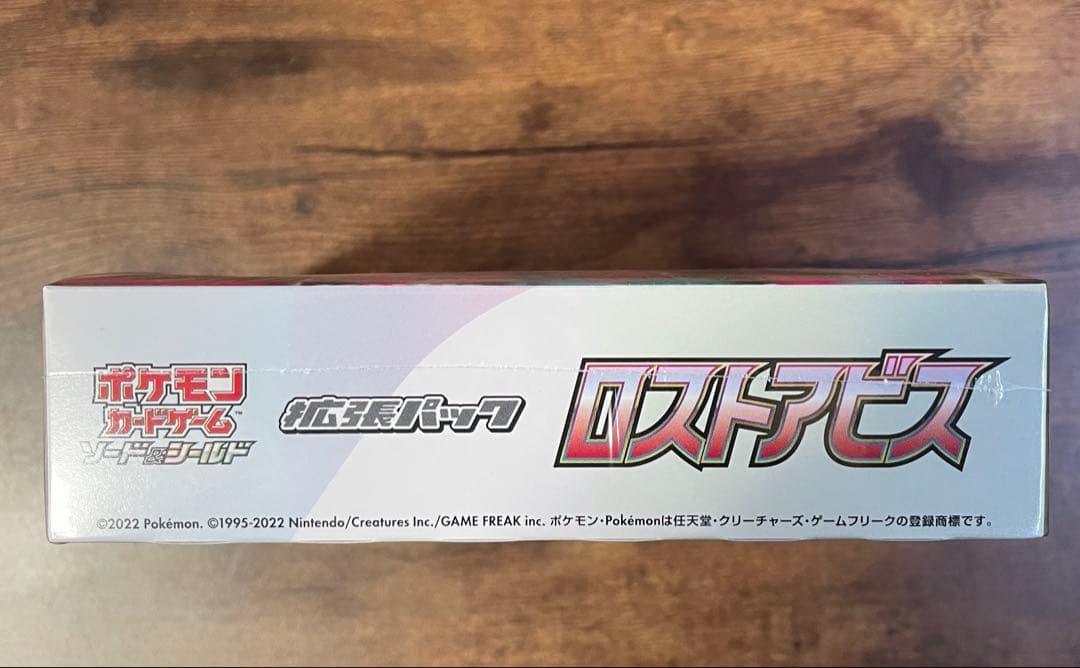 ポケモン
カードゲーム™
ソード&シールド
拡張パック
ロストアビス
©2022 Pokémon. ©1995-2022 Nintendo/Creatures Inc./GAME FREAK inc. ポケモン・Pokémonは任天堂・クリーチャーズ・ゲームフリークの登録商標です。